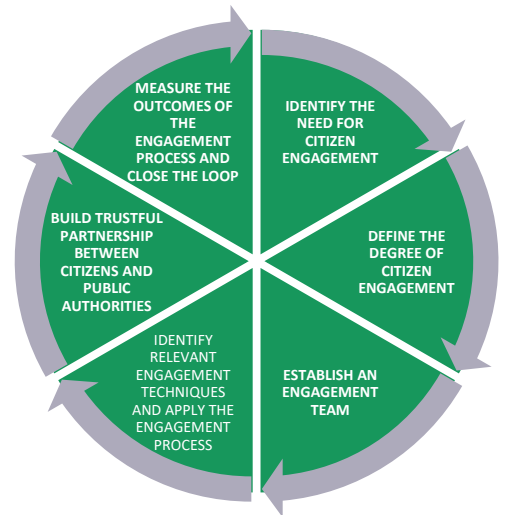 IDENTIFY THE
NEED FOR
CITIZEN
ENGAGEMENT
DEFINE THE
DEGREE OF
CITIZEN
ENGAGEMENT
ESTABLISH AN
ENGAGEMENT
TEAM
IDENTIFY
RELEVANT
ENGAGEMENT
TECHNIQUES
AND APPLY THE
ENGAGEMENT
PROCESS
BUILD TRUSTFUL
PARTNERSHIP
BETWEEN
CITIZENS AND
PUBLIC
AUTHORITIES
MEASURE THE
OUTCOMES OF
THE
ENGAGEMENT
PROCESS AND
CLOSE THE LOOP